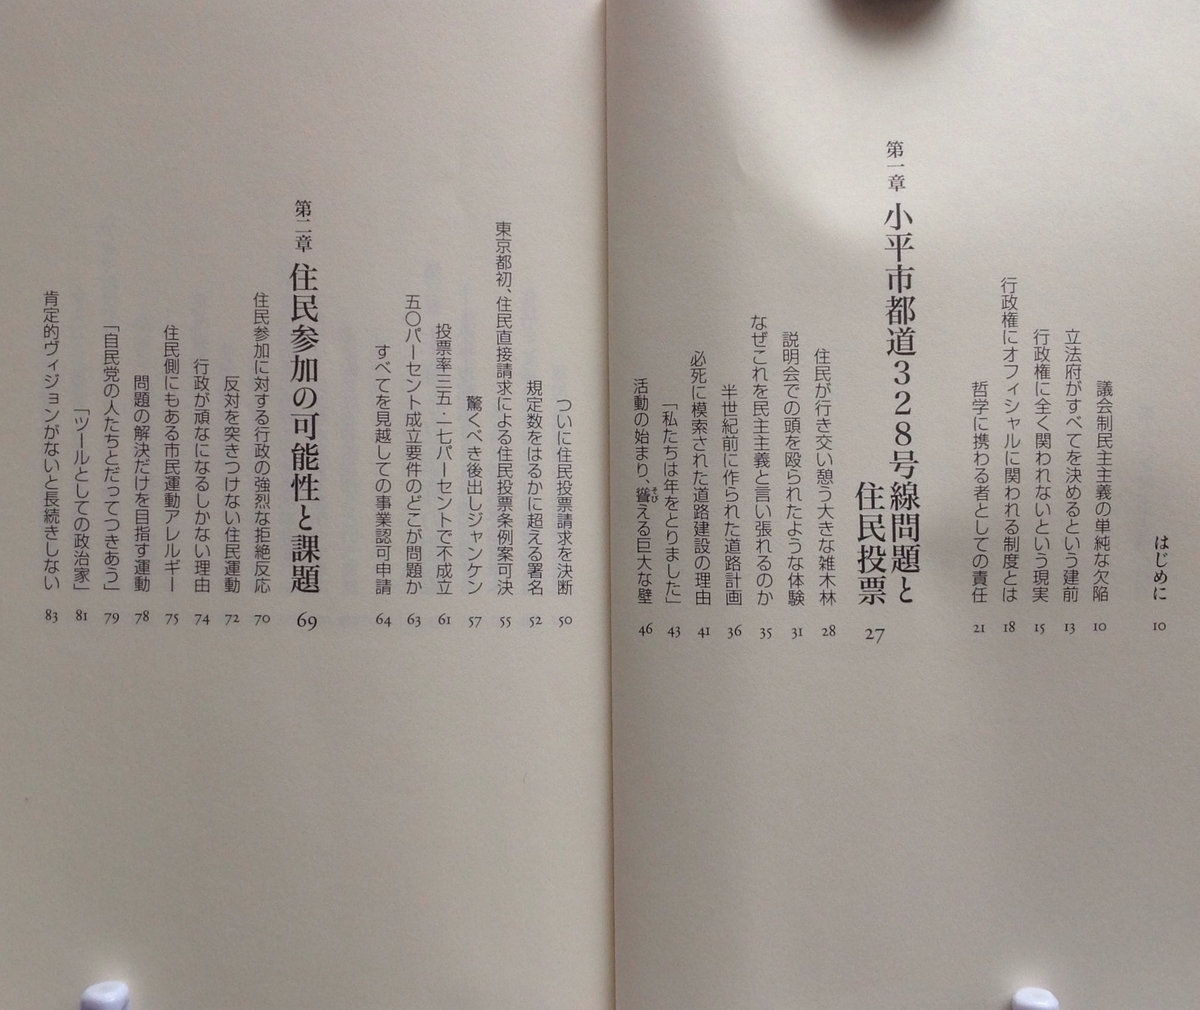 はじめに 10
議会制民主主義の単純な欠陥 10
立法府がすべてを決めるという建前 13
行政権に全く関われないという現実 15
行政権にオフィシャルに関われる制度とは 18
哲学に携わる者としての責任 21
第一章 小平市都道328号線問題と
住民投票 27
住民が行き交い憩う大きな雑木林 28
説明会での頭を殴られたような体験 31
なぜこれを民主主義と言い張れるのか 35
半世紀前に作られた道路計画 36
必死に模索された道路建設の理由 41
「私たちは年をとりました」 43
活動の始まり、聳える巨大な壁 46
そび
ついに住民投票請求を決断 50
規定数をはるかに超える署名 52
東京都初、住民直接請求による住民投票条例案可決 55
驚くべき後出しジャンケン 57
投票率三五・一七パーセントで不成立 61
五〇パーセント成立要件のどこが問題か 63
すべてを見越しての事業認可申請 64
第二章 住民参加の可能性と課題 69
住民参加に対する行政の強烈な拒絶反応 70
反対を突きつけない住民運動 72
行政が頑なになるしかない理由 74
住民側にもある市民運動アレルギー 75
問題の解決だけを目指す運動 78
「自民党の人たちとだってつきあう」 79
「ツールとしての政治家」 81
肯定的ヴィジョンがないと長続きしない 83